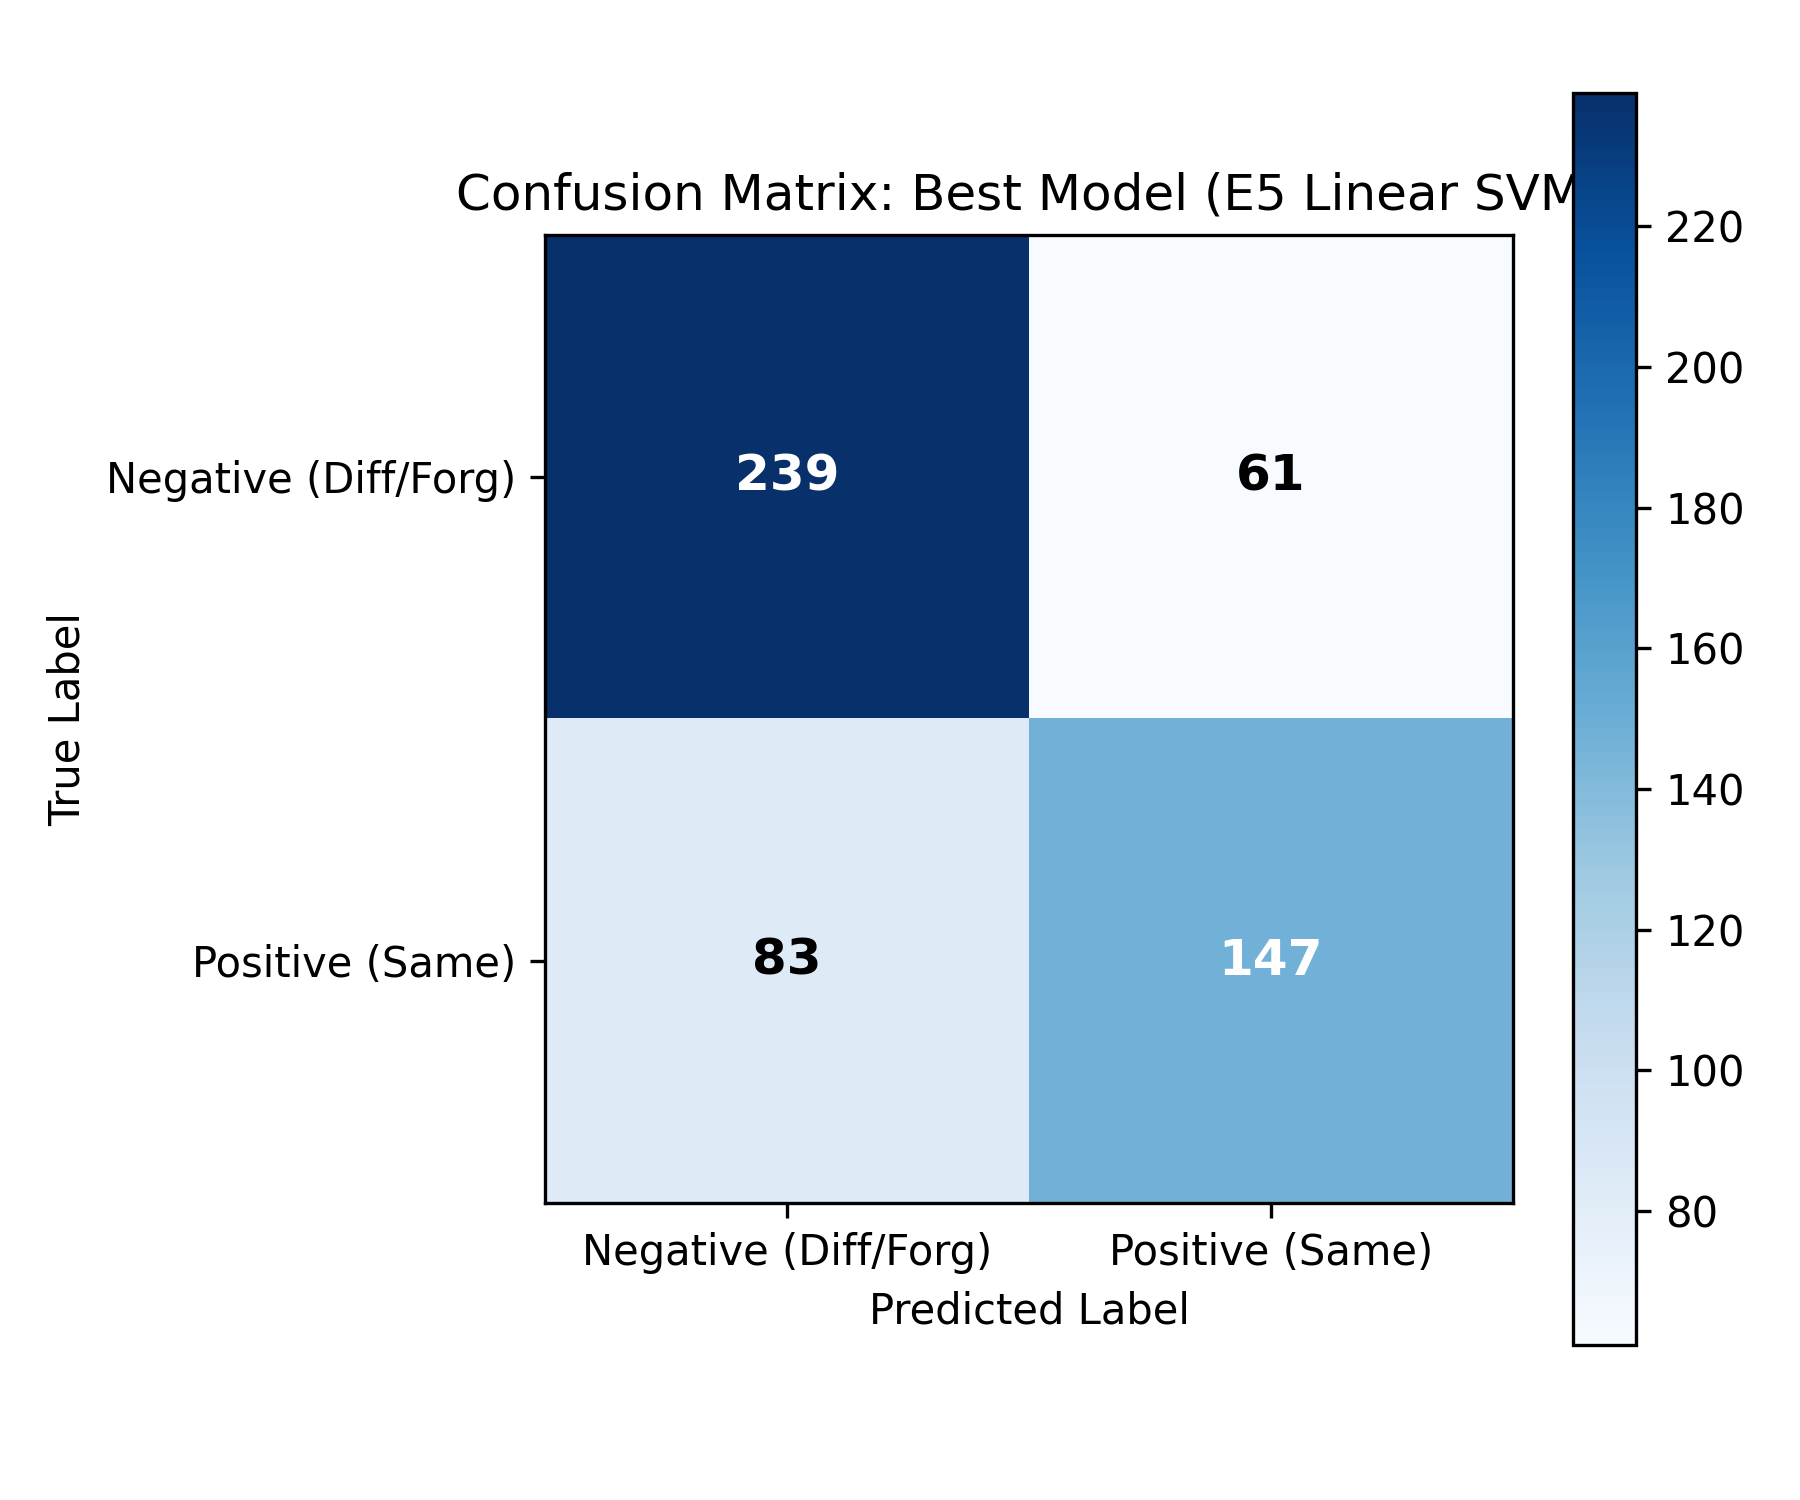 Confusion Matrix: Best Model (E5 Linear SVM
220
200
180
160
140
120
100
80
Negative (Diff/Forg)
239
61
True Label
Positive (Same)
83
147
Negative (Diff/Forg)
Positive (Same)
Predicted Label